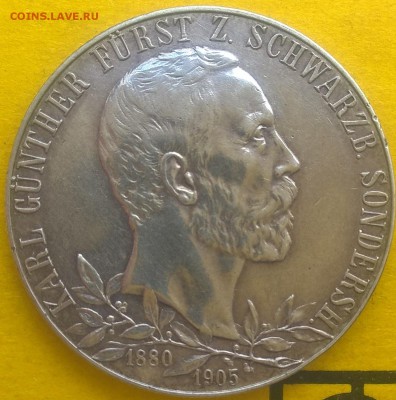 COINS.LAVE.RU
KARL GÜNTHER FÜRST Z. SCHWARZB. SONDERSH.
1880
1905